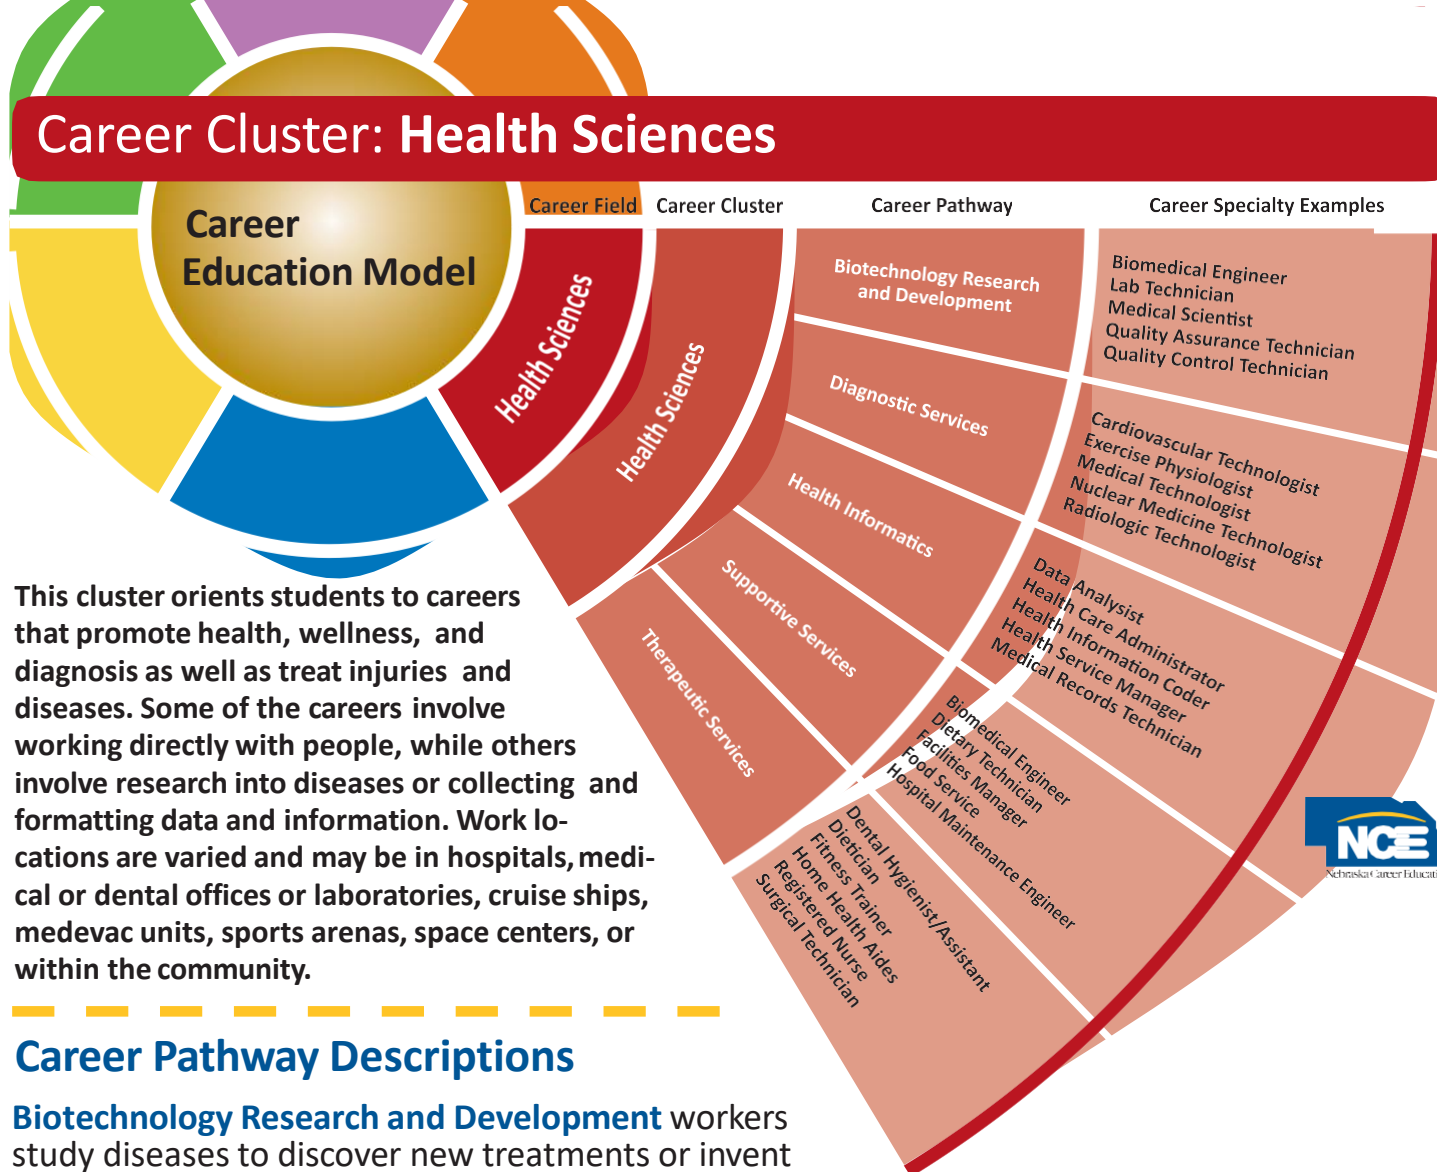 Career Cluster: Health Sciences
Career
Education Model
Career Field
Career Cluster
Career Pathway
Career Specialty Examples
Health Sciences
Health Sciences
Biotechnology Research
and Development
Diagnostic Services
Health Informatics
Supportive Services
Therapeutic Services
Biomedical Engineer
Lab Technician
Medical Scientist
Quality Assurance Technician
Quality Control Technician
Cardiovascular Technologist
Exercise Physiologist
Medical Technologist
Nuclear Medicine Technologist
Radiologic Technologist
Data Analysist
Health Care Administrator
Health Information Coder
Health Service Manager
Medical Records Technician
Biomedical Engineer
Dietary Technician
Facilities Manager
Food Service
Hospital Maintenance Engineer
Dental Hygienist/Assistant
Dietician
Fitness Trainer
Home Health Aides
Registered Nurse
Surgical Technician
NCE
Nebraska Career Educati
This cluster orients students to careers
that promote health, wellness, and
diagnosis as well as treat injuries and
diseases. Some of the careers involve
working directly with people, while others
involve research into diseases or collecting and
formatting data and information. Work lo-
cations are varied and may be in hospitals, medi-
cal or dental offices or laboratories, cruise ships,
medevac units, sports arenas, space centers, or
within the community.
Career Pathway Descriptions
Biotechnology Research and Development workers
study diseases to discover new treatments or invent